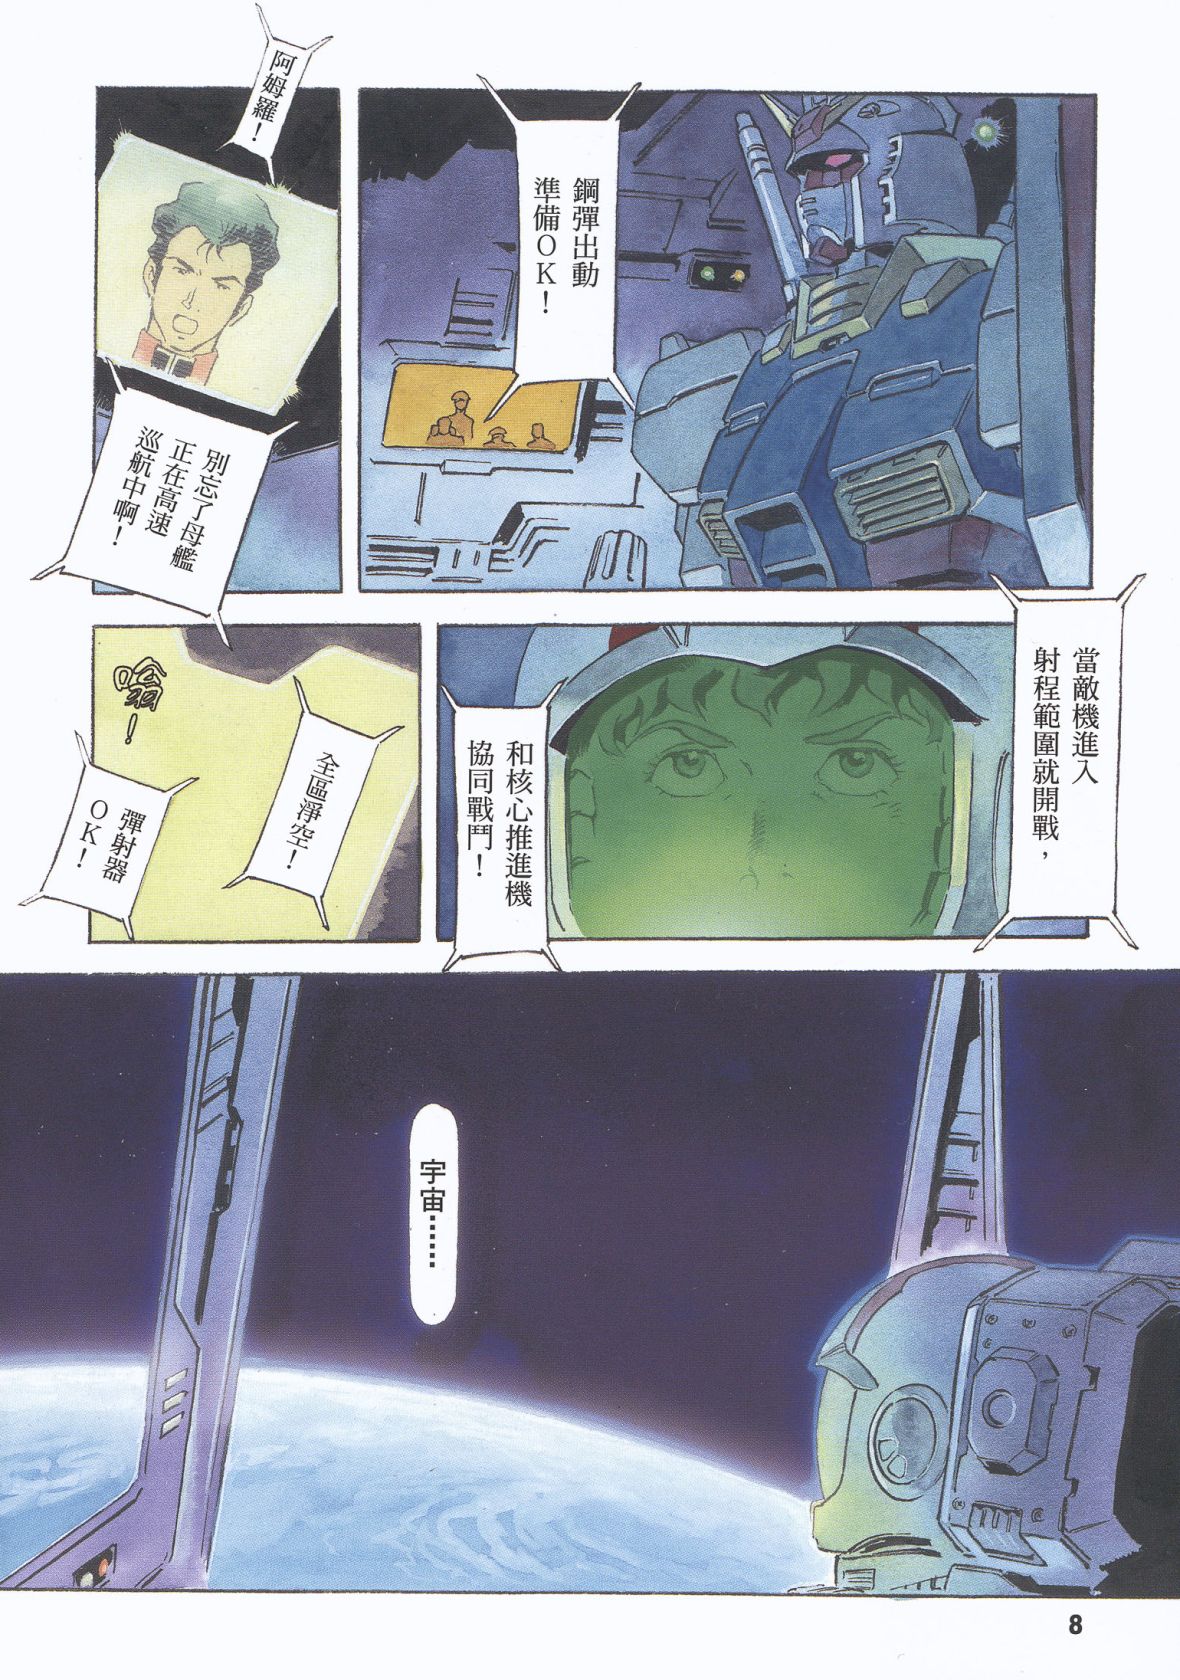 鋼彈出動
準備OK！
阿姆羅！
別忘了母艦
正在高速
巡航中啊！
當敵機進入
射程範圍就開戰，
和核心推進機
協同戰鬥！
全區淨空！
嗡！
彈射器
OK！
宇宙……
8